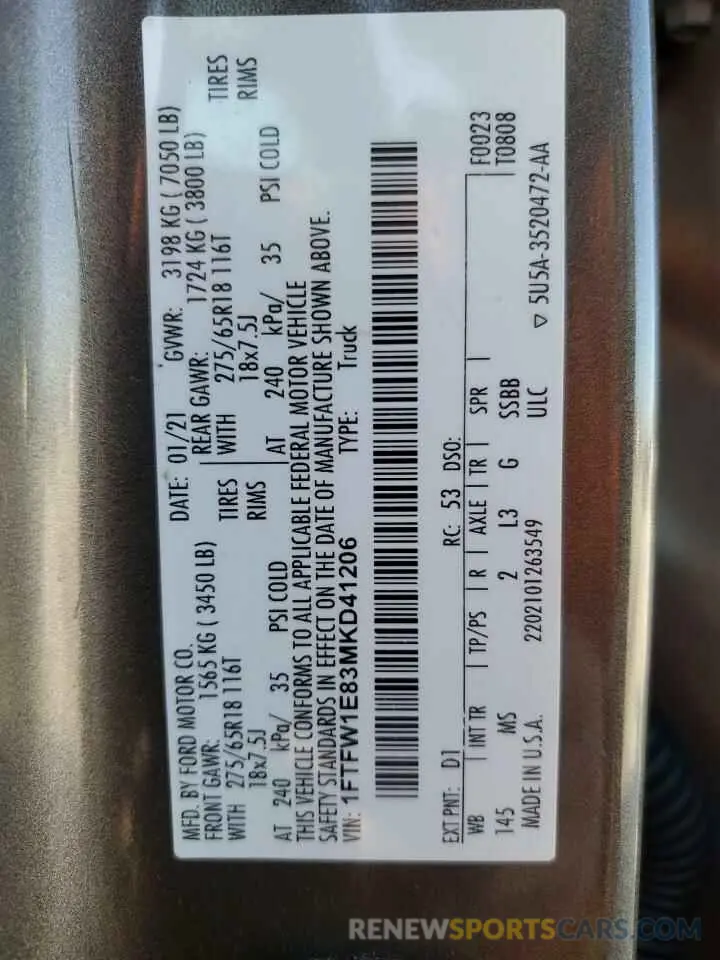 MFD. BY FORD MOTOR CO.
DATE: 01/21
GVWR: 3198 KG ( 7050 LB)
FRONT GAWR: 1565 KG ( 3450 LB)
REAR GAWR: 1724 KG ( 3800 LB)
WITH 275/65R18 116T TIRES
WITH 275/65R18 116T TIRES
18x7.5J RIMS
18x7.5J RIMS
AT 240 kPa/ 35 PSI COLD
AT 240 kPa/ 35 PSI COLD
THIS VEHICLE CONFORMS TO ALL APPLICABLE FEDERAL MOTOR VEHICLE
SAFETY STANDARDS IN EFFECT ON THE DATE OF MANUFACTURE SHOWN ABOVE.
VIN: 1FTFW1E83MKD41206
TYPE: Truck
EXT PNT: D1 RC: 53 DSO: F0023
WB INT TR TP/PS R AXLE TR SPR T0808
145 MS 2 L3 G SSBB
MADE IN U.S.A. 2202101263549 ULC ▽ 5U5A-3520472-AA
RENEWSPORTSCARS.COM